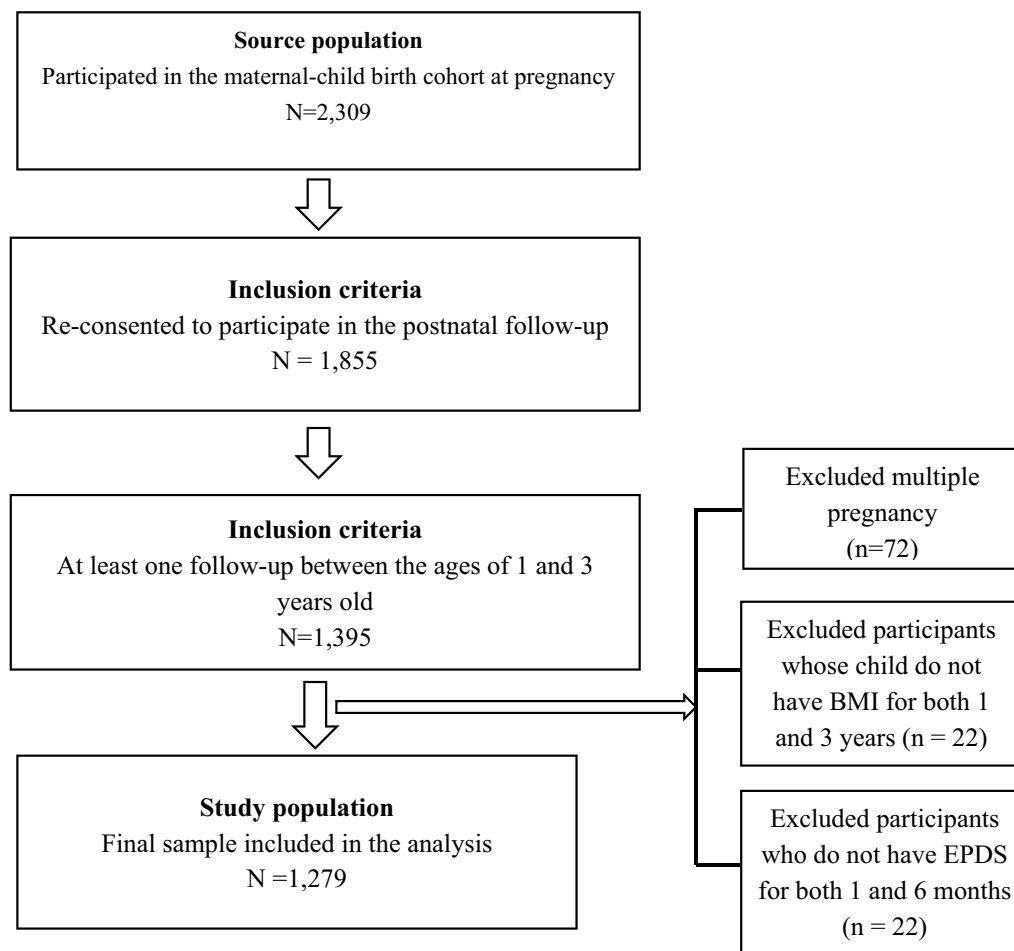 Source population
Participated in the maternal-child birth cohort at pregnancy
N=2,309
Inclusion criteria
Re-consented to participate in the postnatal follow-up
N = 1,855
Inclusion criteria
At least one follow-up between the ages of 1 and 3
years old
N=1,395
Excluded multiple
pregnancy
(n=72)
Excluded participants
whose child do not
have BMI for both 1
and 3 years (n = 22)
Excluded participants
who do not have EPDS
for both 1 and 6 months
(n = 22)
Study population
Final sample included in the analysis
N =1,279